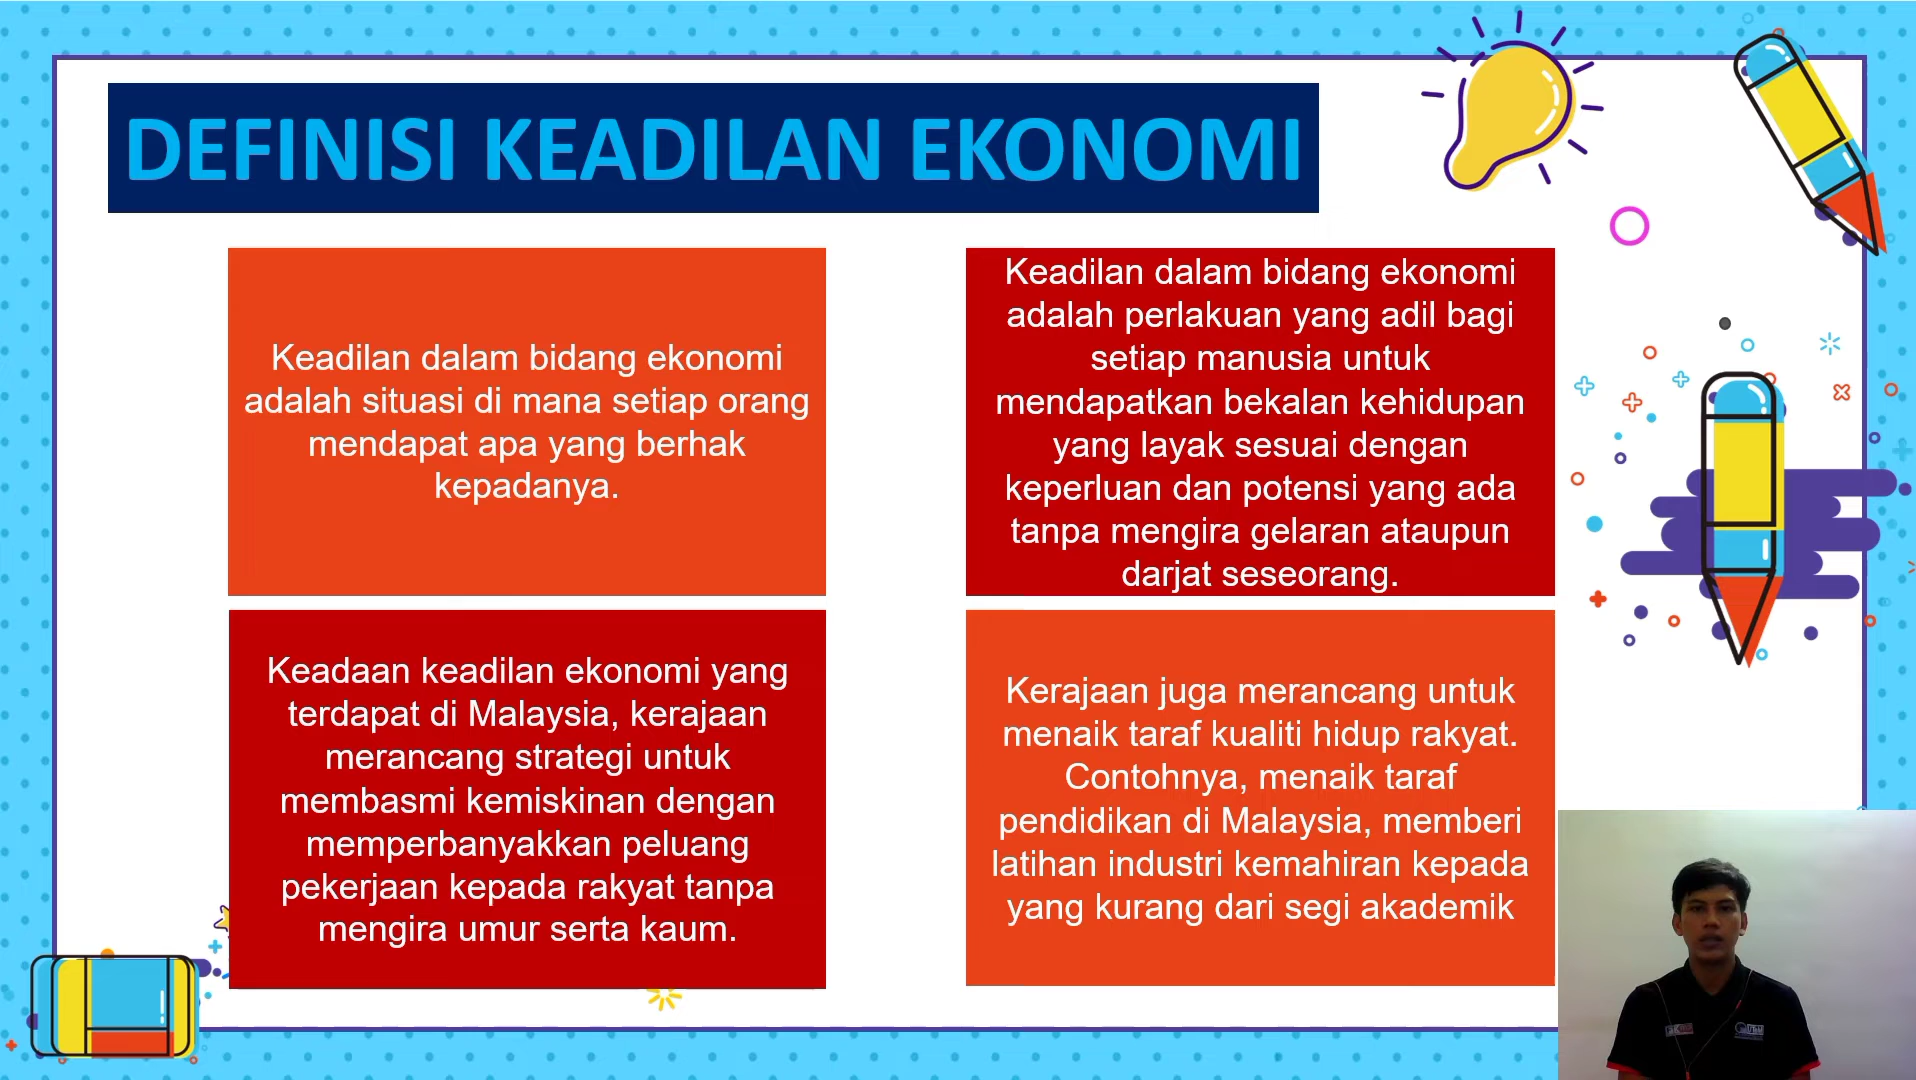 DEFINISI KEADILAN EKONOMI
Keadilan dalam bidang ekonomi
adalah situasi di mana setiap orang
mendapat apa yang berhak
kepadanya.
Keadilan dalam bidang ekonomi
adalah perlakuan yang adil bagi
setiap manusia untuk
mendapatkan bekalan kehidupan
yang layak sesuai dengan
keperluan dan potensi yang ada
tanpa mengira gelaran ataupun
darjat seseorang.
Keadaan keadilan ekonomi yang
terdapat di Malaysia, kerajaan
merancang strategi untuk
membasmi kemiskinan dengan
memperbanyakkan peluang
pekerjaan kepada rakyat tanpa
mengira umur serta kaum.
Kerajaan juga merancang untuk
menaik taraf kualiti hidup rakyat.
Contohnya, menaik taraf
pendidikan di Malaysia, memberi
latihan industri kemahiran kepada
yang kurang dari segi akademik